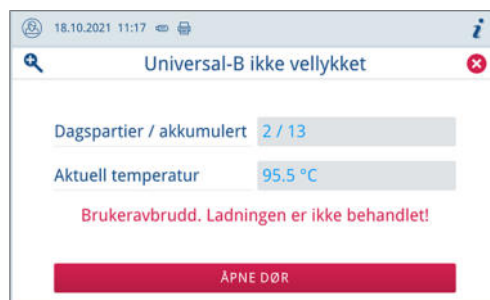 18.10.2021 11:17
Universal-B ikke vellykket
Dagspartier / akkumulert 2 / 13
Aktuell temperatur 95.5 °C
Brukeravbrudd. Ladningen er ikke behandlet!
ÅPNE DØR